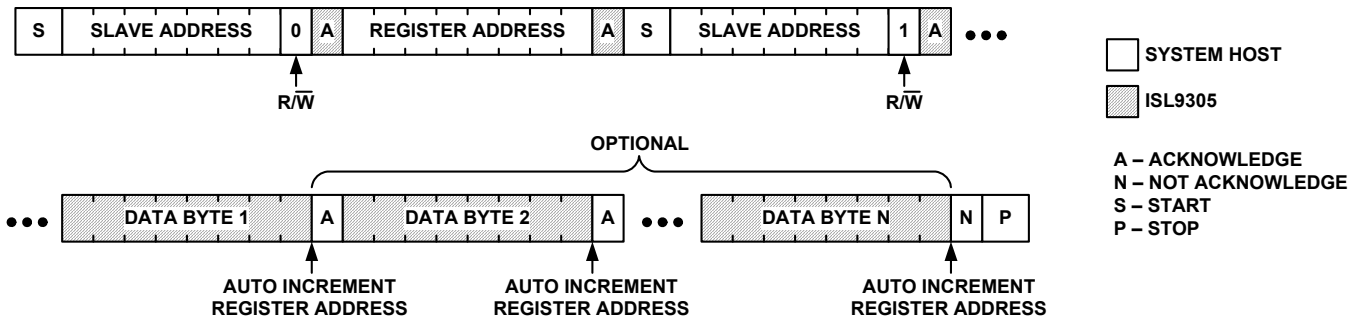 S SLAVE ADDRESS 0 A REGISTER ADDRESS A S SLAVE ADDRESS 1 A
R/W̅ R/W̅
SYSTEM HOST
ISL9305
OPTIONAL
A – ACKNOWLEDGE
N – NOT ACKNOWLEDGE
S – START
P – STOP
DATA BYTE 1 A DATA BYTE 2 A DATA BYTE N N P
AUTO INCREMENT AUTO INCREMENT AUTO INCREMENT
REGISTER ADDRESS REGISTER ADDRESS REGISTER ADDRESS